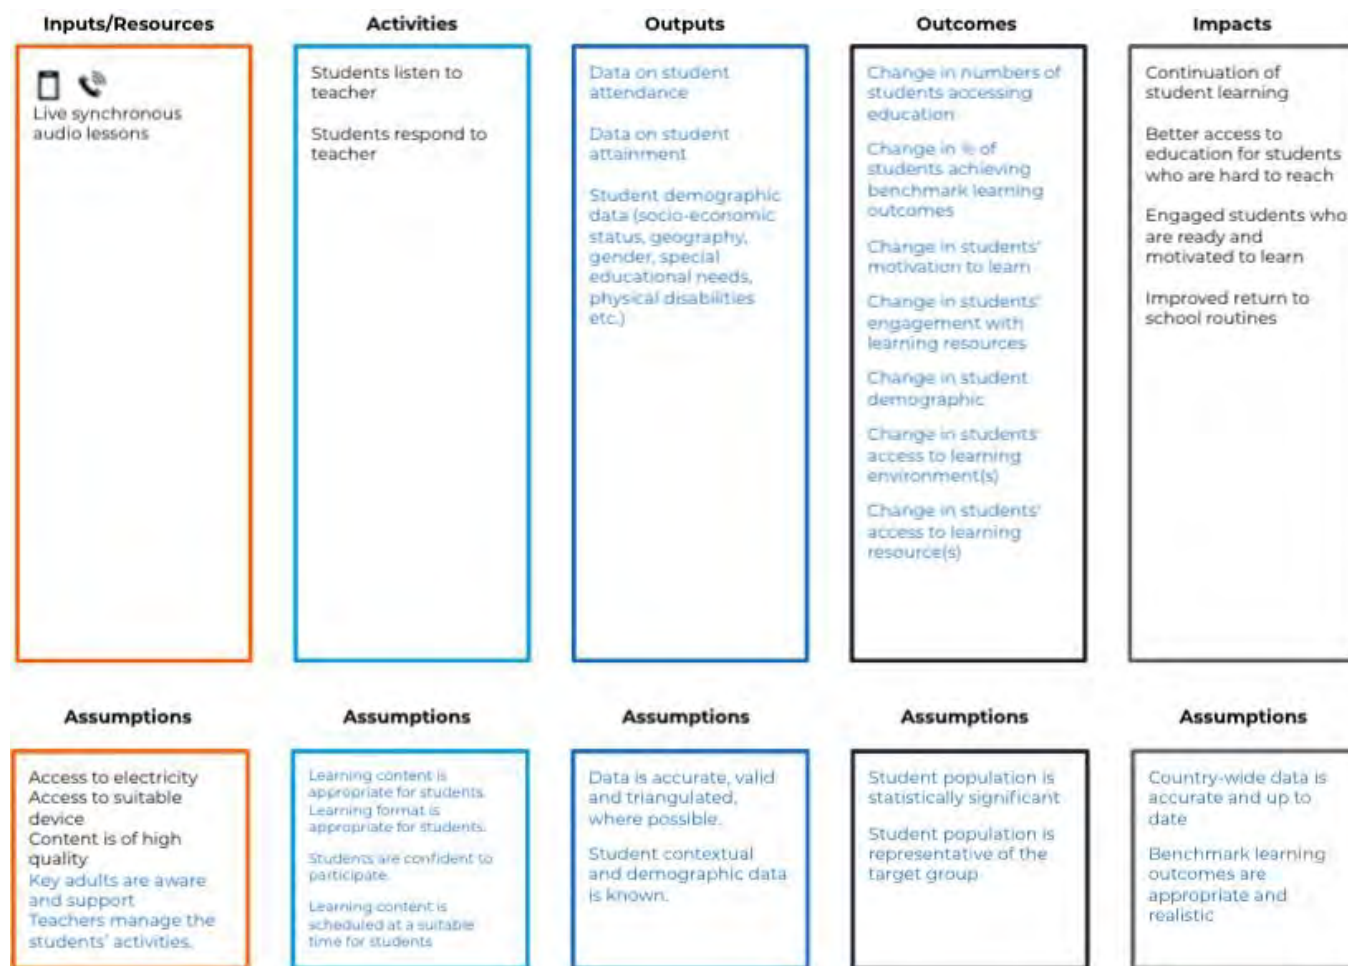 Inputs/Resources
Live synchronous
audio lessons
Activities
Students listen to
teacher
Students respond to
teacher
Outputs
Data on student
attendance
Data on student
attainment
Student demographic
data (socio-economic
status, geography,
gender, special
educational needs,
physical disabilities
etc.)
Outcomes
Change in numbers of
students accessing
education
Change in % of
students achieving
benchmark learning
outcomes
Change in students'
motivation to learn
Change in students'
engagement with
learning resources
Change in student
demographic
Change in students'
access to learning
environment(s)
Change in students'
access to learning
resource(s)
Impacts
Continuation of
student learning
Better access to
education for students
who are hard to reach
Engaged students who
are ready and
motivated to learn
Improved return to
school routines
Assumptions
Access to electricity
Access to suitable
device
Content is of high
quality
Key adults are aware
and support
Teachers manage the
students' activities.
Assumptions
Learning content is
appropriate for students.
Learning format is
appropriate for students.
Students are confident to
participate.
Learning content is
scheduled at a suitable
time for students
Assumptions
Data is accurate, valid
and triangulated,
where possible.
Student contextual
and demographic data
is known.
Assumptions
Student population is
statistically significant
Student population is
representative of the
target group
Assumptions
Country-wide data is
accurate and up to
date
Benchmark learning
outcomes are
appropriate and
realistic